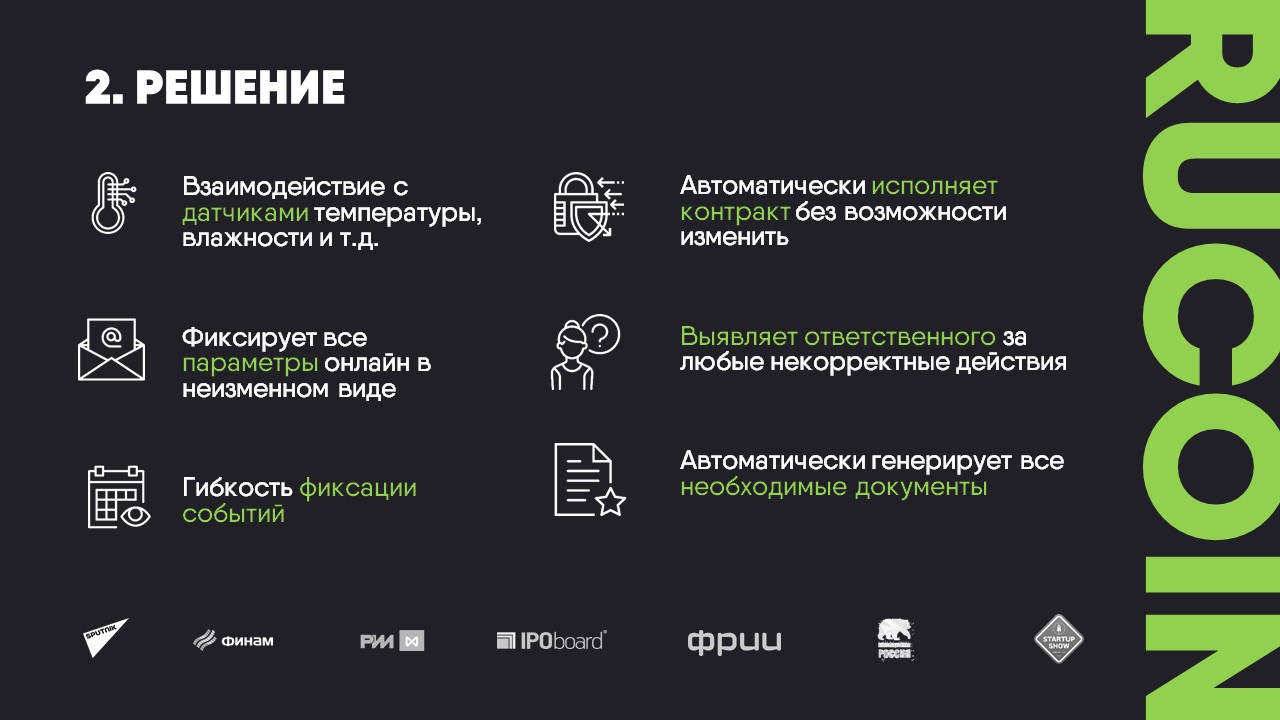 2. РЕШЕНИЕ
Взаимодействие с
датчиками температуры,
влажности и т.д.
Автоматически исполняет
контракт без возможности
изменить
@
Фиксирует все
параметры онлайн в
неизменном виде
?
Выявляет ответственного за
любые некорректные действия
Гибкость фиксации
событий
Автоматически генерирует все
необходимые документы
SPUTNIK
ФИНАМ
РИИ
IPOboard®
фрии
РОССИИ
STARTUP
SHOW
RUCOIN